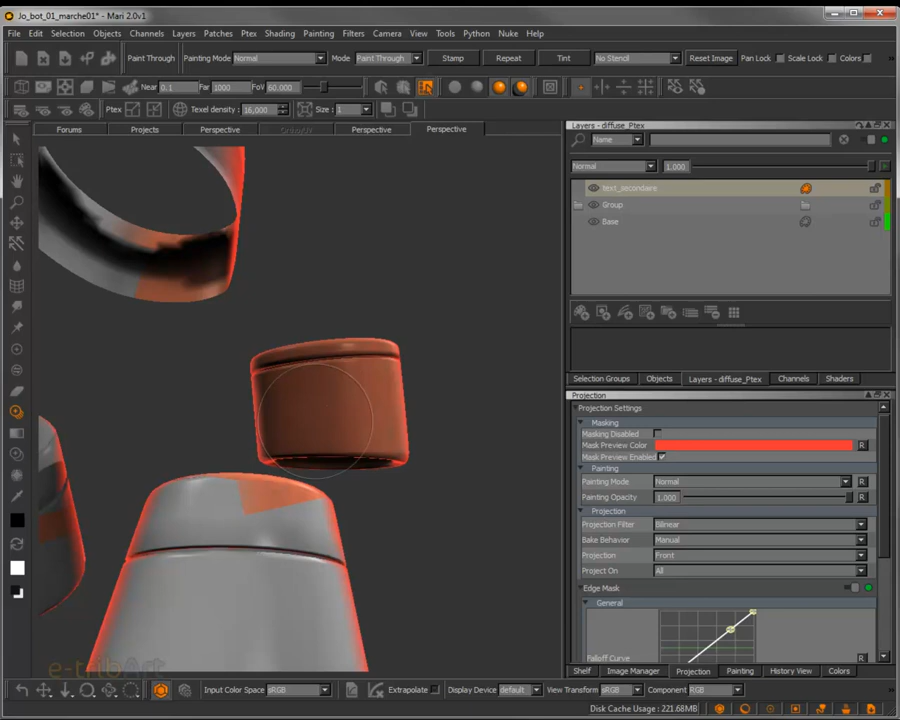 Jo_bot_01_marche01* - Mari 2.0v1
File Edit Selection Objects Channels Layers Patches Ptex Shading Painting Filters Camera View Tools Python Nuke Help
Paint Through Painting Mode Normal Mode Paint Through Stamp Repeat Tint No Stencil Reset Image Pan Lock Scale Lock Colors
Near 0.1 Far 1000 FoV 60.000
Ptex Texel density: 16,000 Size : 1
Forums Projects Perspective Ortho/UV Perspective Perspective
Layers - diffuse_Ptex
Name
Normal 1.000
text_secondaire
Group
Base
Selection Groups Objects Layers - diffuse_Ptex Channels Shaders
Projection
Projection Settings
Masking
Masking Disabled
Mask Preview Color R
Mask Preview Enabled
Painting
Painting Mode Normal R
Painting Opacity 1.000 R
Projection
Projection Filter Bilinear
Bake Behavior Manual
Projection Front
Project On All
Edge Mask
General
Falloff Curve R
e-tribArt
Shelf Image Manager Projection Painting History View Colors
Input Color Space sRGB Extrapolate Display Device default View Transform sRGB Component RGB
Disk Cache Usage : 221.68MB